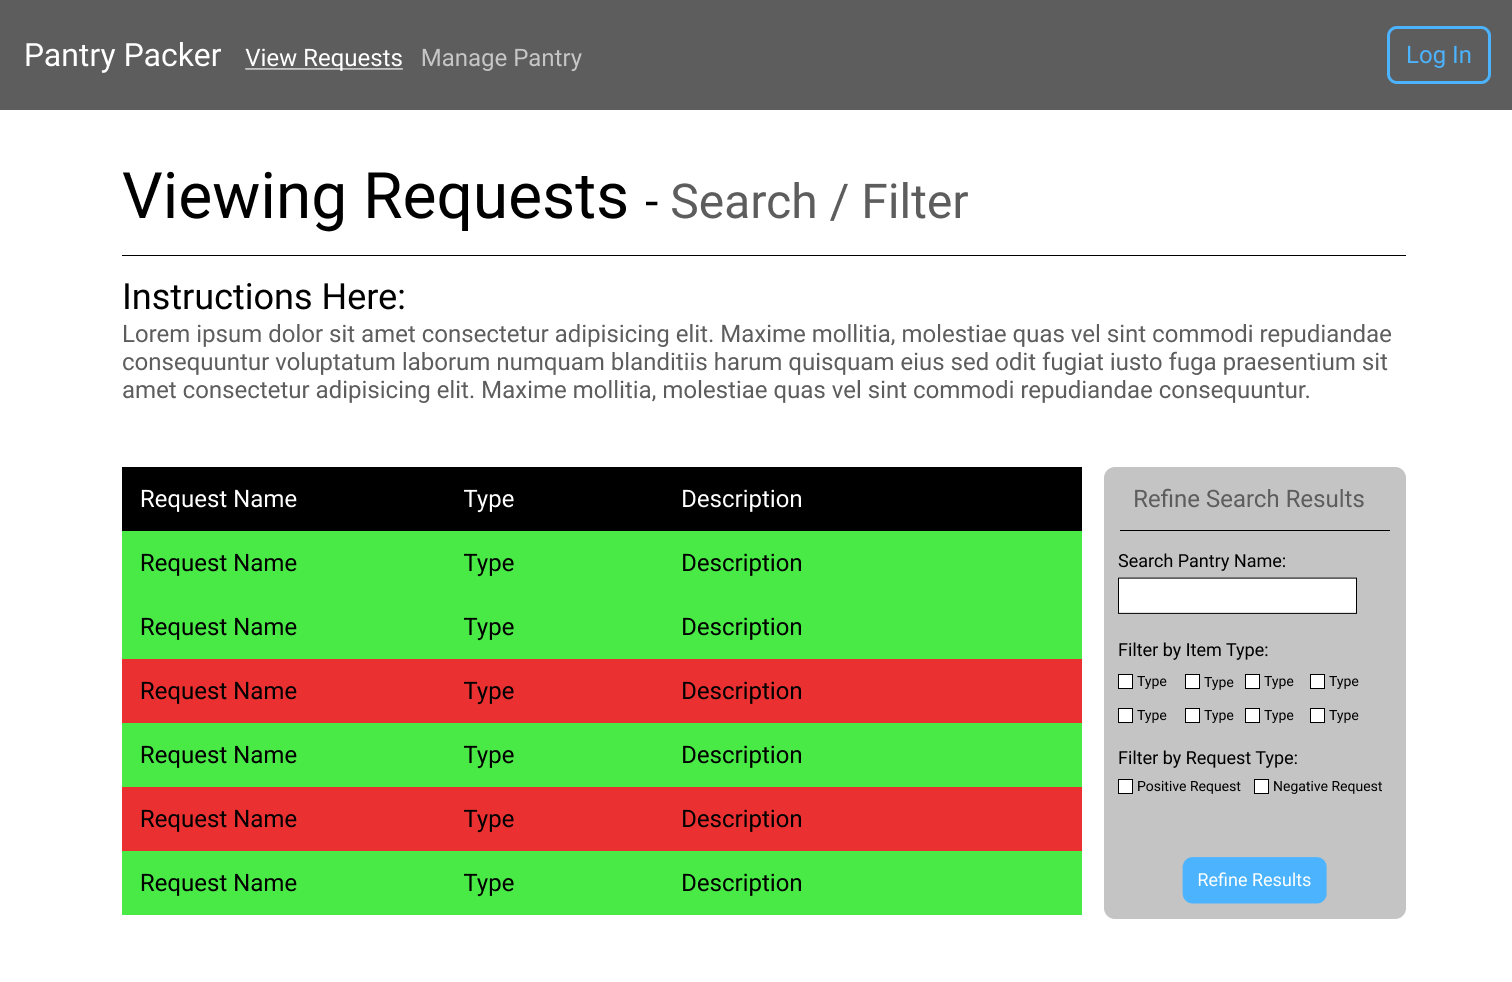 Pantry Packer View Requests Manage Pantry Log In
Viewing Requests - Search / Filter
Instructions Here:
Lorem ipsum dolor sit amet consectetur adipisicing elit. Maxime mollitia, molestiae quas vel sint commodi repudiandae
consequuntur voluptatum laborum numquam blanditiis harum quisquam eius sed odit fugiat iusto fuga praesentium sit
amet consectetur adipisicing elit. Maxime mollitia, molestiae quas vel sint commodi repudiandae consequuntur.
Request Name Type Description
Request Name Type Description
Request Name Type Description
Request Name Type Description
Request Name Type Description
Request Name Type Description
Request Name Type Description
Refine Search Results
Search Pantry Name:
Filter by Item Type:
Type Type Type Type
Type Type Type Type
Filter by Request Type:
Positive Request Negative Request
Refine Results